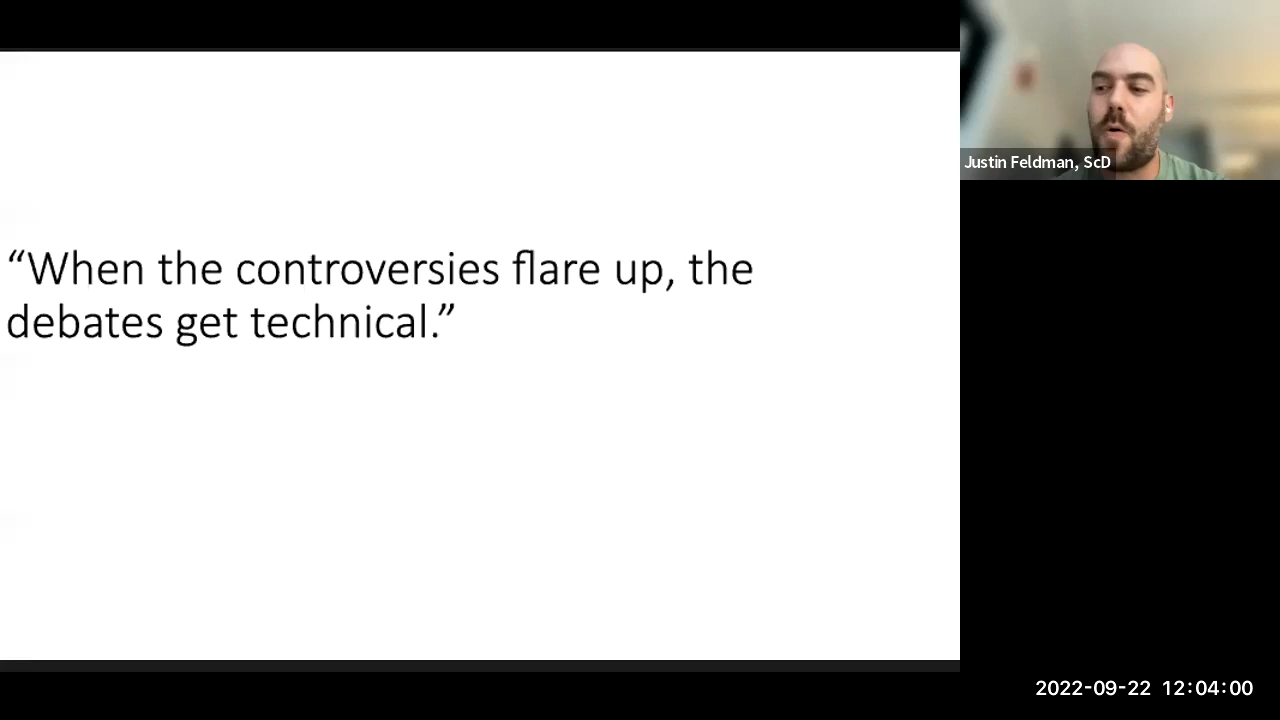 “When the controversies flare up, the
debates get technical.”
Justin Feldman, ScD
2022-09-22 12:04:00